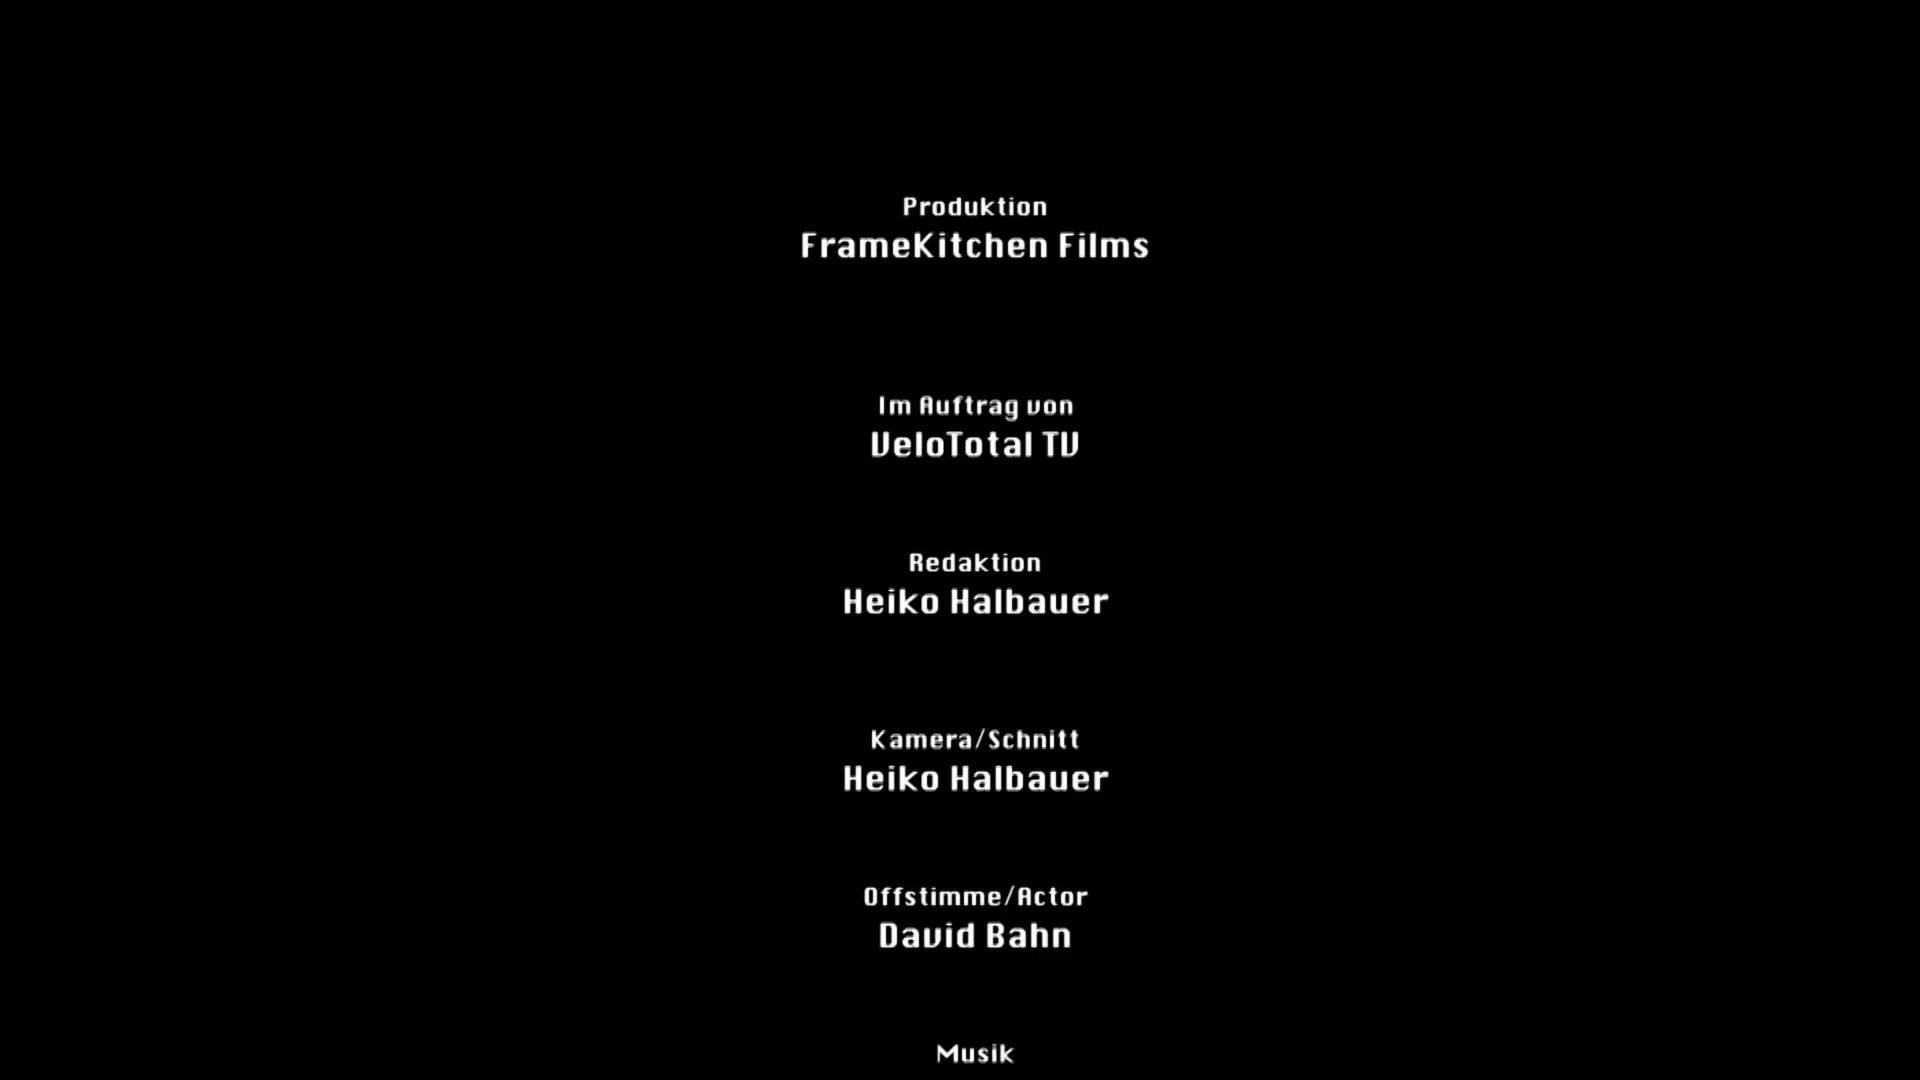 Produktion
FrameKitchen Films
Im Auftrag von
VeloTotal TV
Redaktion
Heiko Halbauer
Kamera/Schnitt
Heiko Halbauer
Offstimme/Actor
David Bahn
Musik